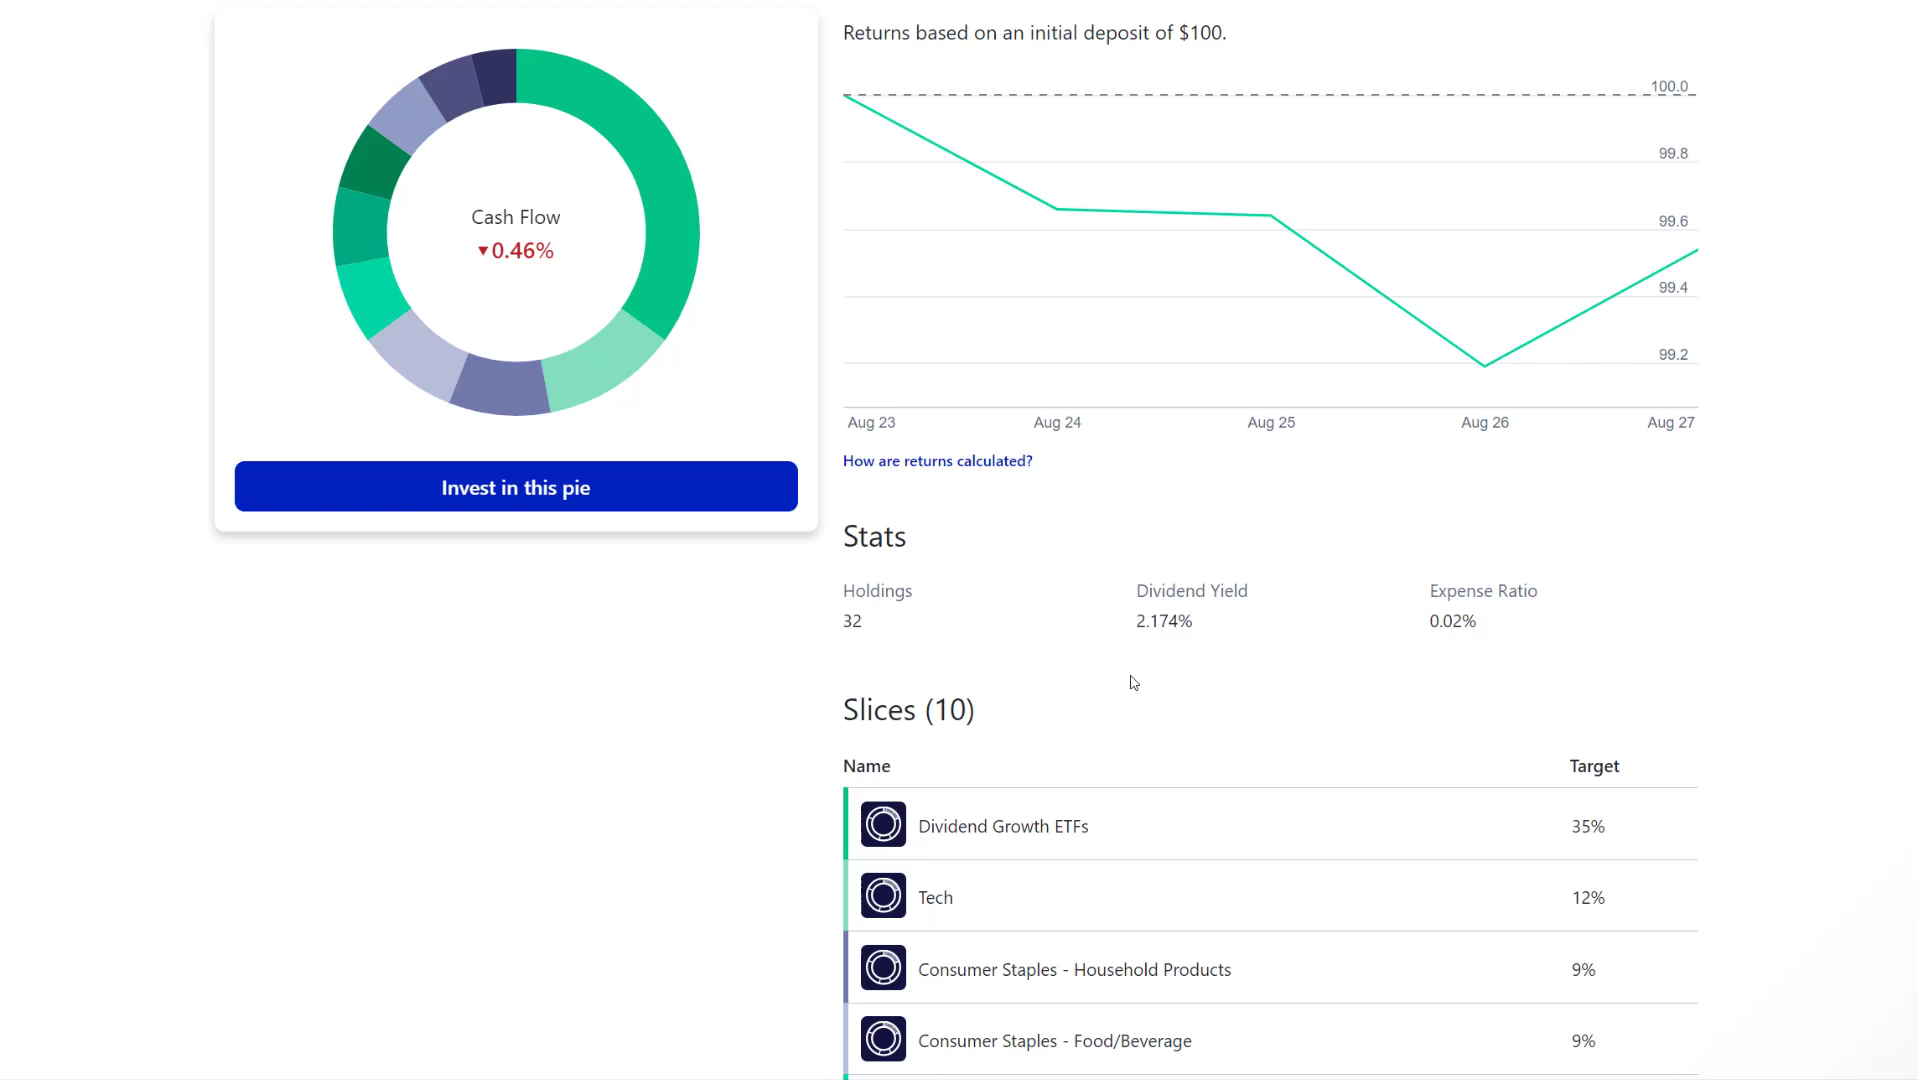 Cash Flow
▼0.46%
Invest in this pie
Returns based on an initial deposit of $100.
100.0
99.8
99.6
99.4
99.2
Aug 23 Aug 24 Aug 25 Aug 26 Aug 27
How are returns calculated?
Stats
Holdings Dividend Yield Expense Ratio
32 2.174% 0.02%
Slices (10)
Name Target
Dividend Growth ETFs 35%
Tech 12%
Consumer Staples - Household Products 9%
Consumer Staples - Food/Beverage 9%